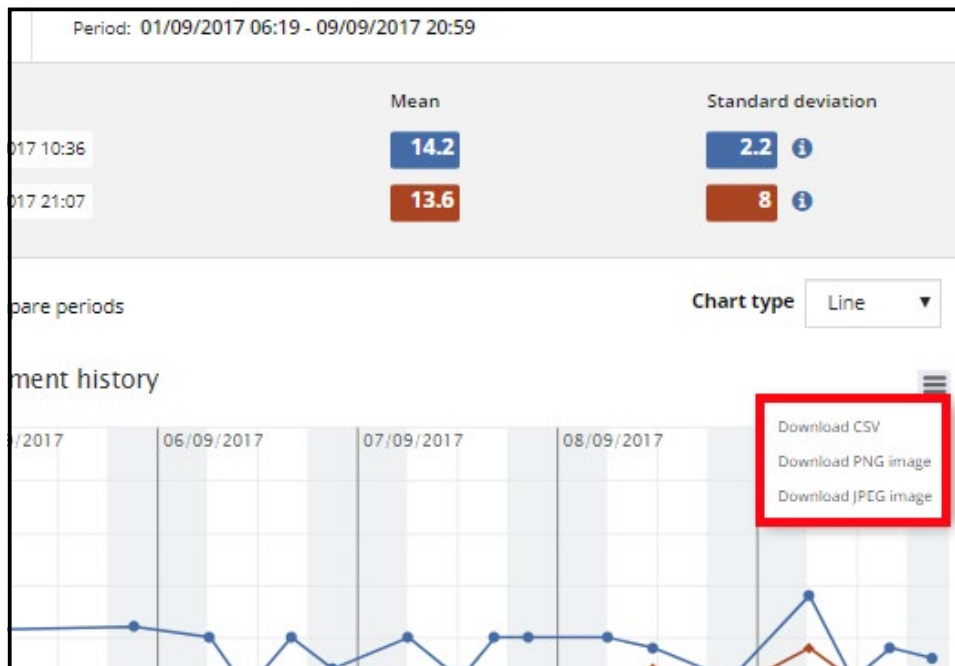 Period: 01/09/2017 06:19 - 09/09/2017 20:59
Mean Standard deviation
017 10:36 14.2 2.2
017 21:07 13.6 8
pare periods Chart type Line
ment history
/2017 06/09/2017 07/09/2017 08/09/2017
Download CSV
Download PNG image
Download JPEG image